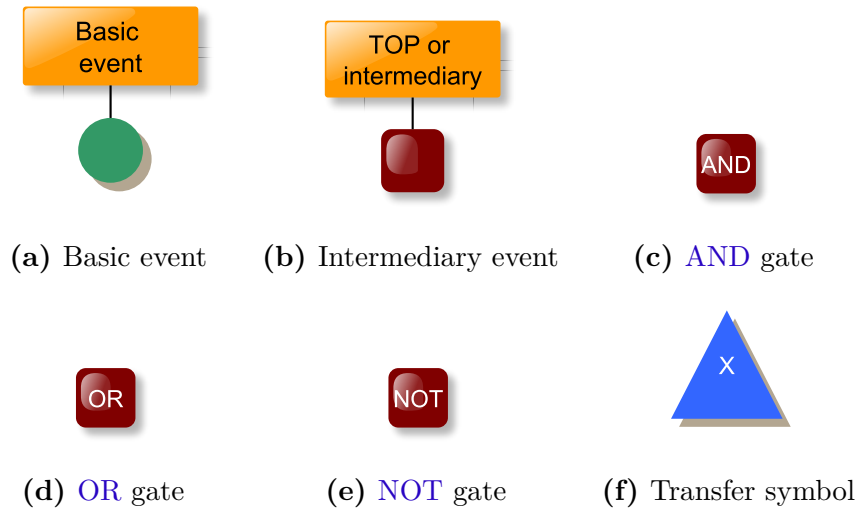 Basic
event
TOP or
intermediary
AND
(a) Basic event
(b) Intermediary event
(c) AND gate
OR
NOT
X
(d) OR gate
(e) NOT gate
(f) Transfer symbol